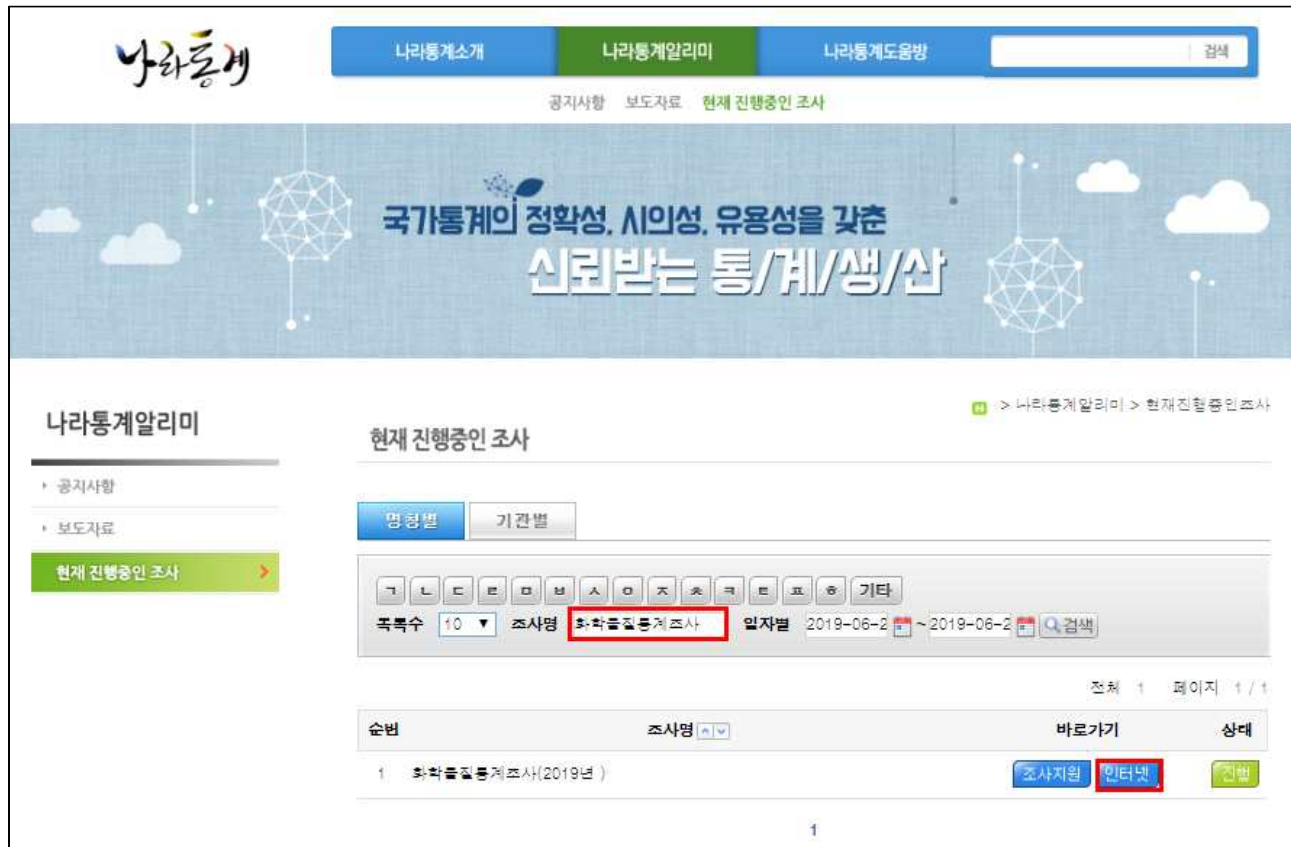 나라통계
나라통계소개 나라통계알리미 나라통계도움방 검색
공지사항 보도자료 현재 진행중인 조사
국가통계의 정확성, 시의성, 유용성을 갖춘
신뢰받는 통/계/생/산
나라통계알리미
공지사항
보도자료
현재 진행중인 조사
> 나라통계알리미 > 현재진행중인조사
현재 진행중인 조사
명칭별 기관별
ㄱ ㄴ ㄷ ㄹ ㅁ ㅂ ㅅ ㅇ ㅈ ㅊ ㅋ ㅌ ㅍ ㅎ 기타
목록수 10 조사명 화학물질통계조사 일자별 2019-06-2 ~ 2019-06-2 검색
전체 1 페이지 1 / 1
순번 조사명 바로가기 상태
1 화학물질통계조사(2019년 ) 조사지원 인터넷 진행
1